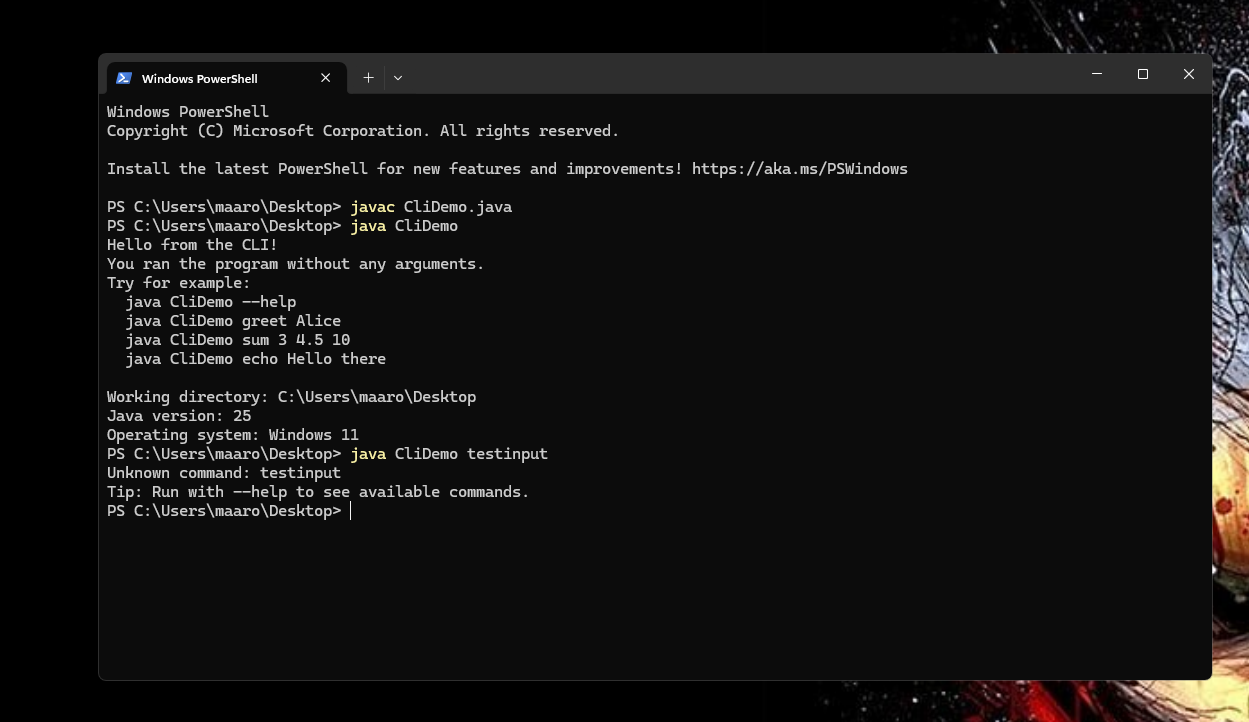 Windows PowerShell
Windows PowerShell
Copyright (C) Microsoft Corporation. All rights reserved.
Install the latest PowerShell for new features and improvements! https://aka.ms/PSWindows
PS C:\Users\maaro\Desktop> javac CliDemo.java
PS C:\Users\maaro\Desktop> java CliDemo
Hello from the CLI!
You ran the program without any arguments.
Try for example:
  java CliDemo --help
  java CliDemo greet Alice
  java CliDemo sum 3 4.5 10
  java CliDemo echo Hello there
Working directory: C:\Users\maaro\Desktop
Java version: 25
Operating system: Windows 11
PS C:\Users\maaro\Desktop> java CliDemo testinput
Unknown command: testinput
Tip: Run with --help to see available commands.
PS C:\Users\maaro\Desktop>